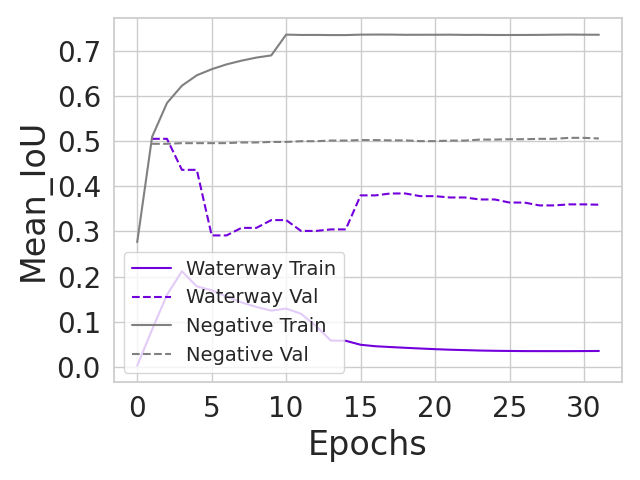 Mean_IoU
0.7
0.6
0.5
0.4
0.3
0.2
0.1
0.0
Waterway Train
Waterway Val
Negative Train
Negative Val
0 5 10 15 20 25 30
Epochs